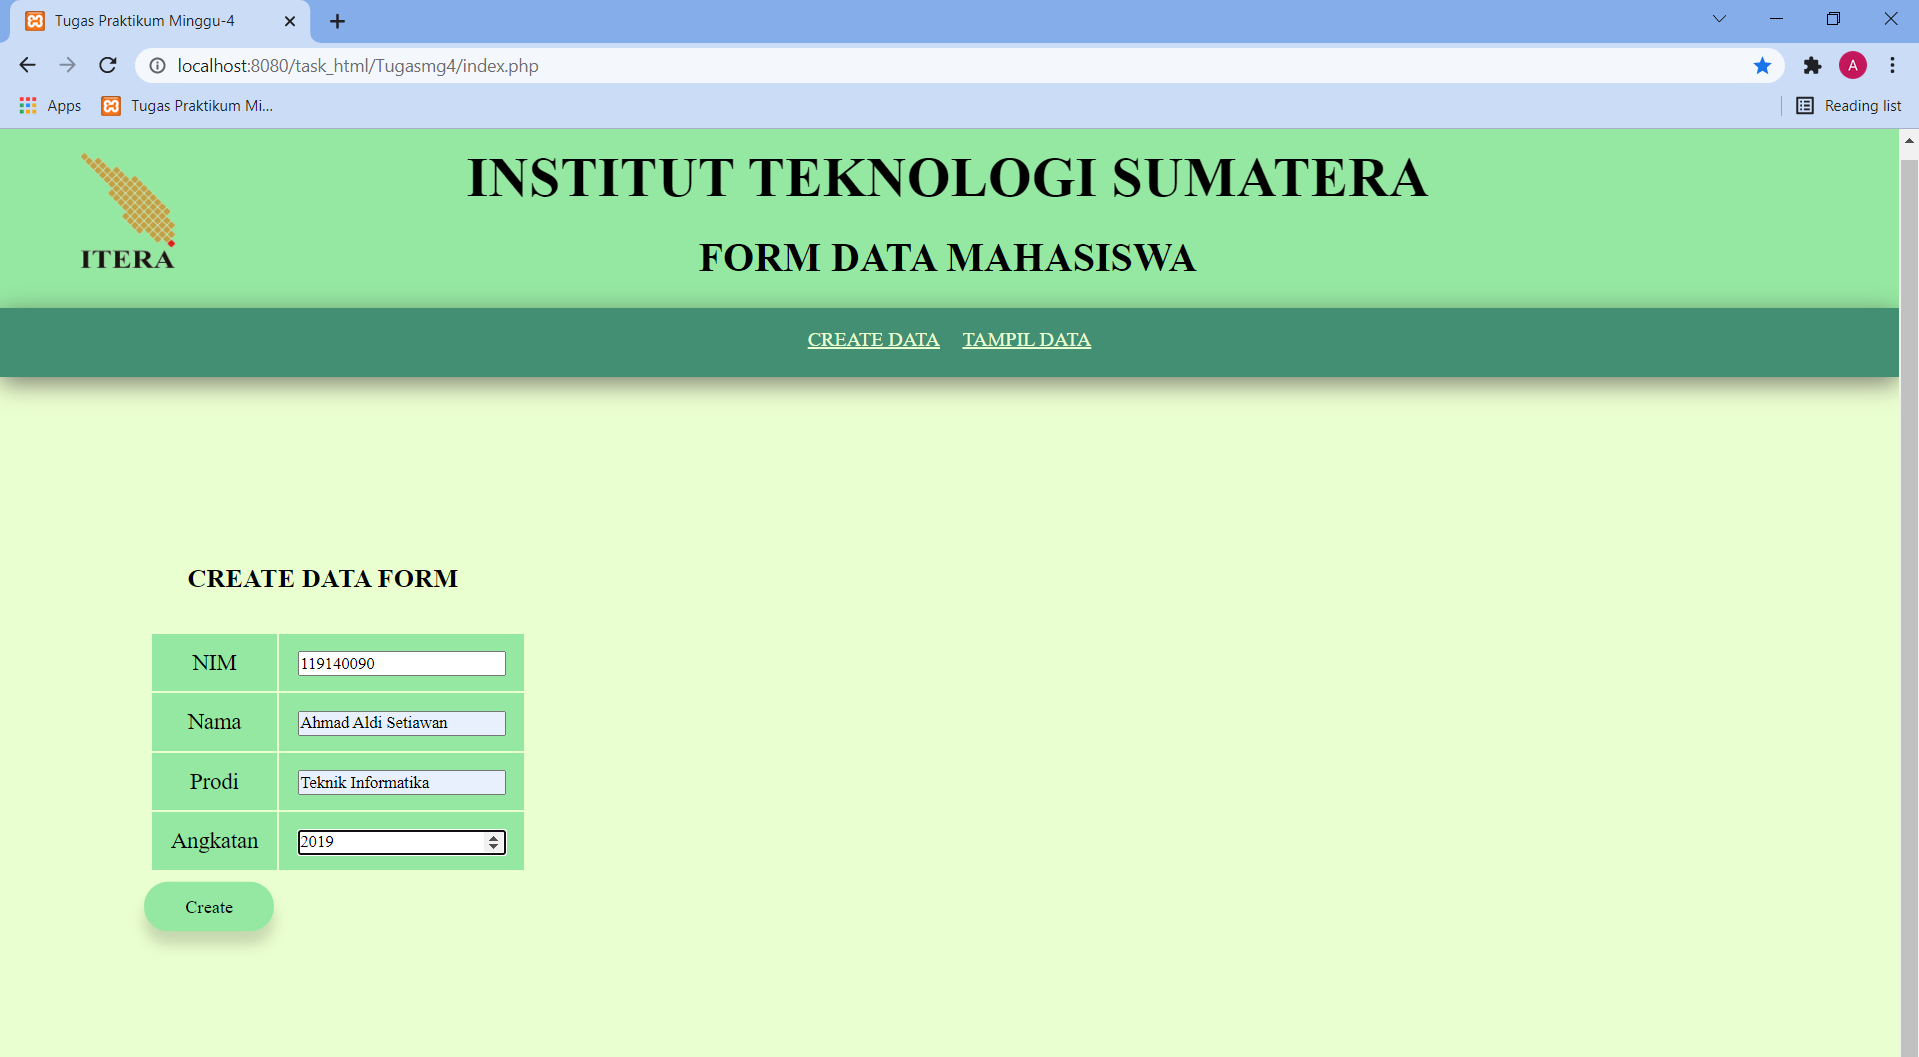 Tugas Praktikum Minggu-4
localhost:8080/task_html/Tugasmg4/index.php
A
Apps
Tugas Praktikum Mi...
Reading list
ITERA
INSTITUT TEKNOLOGI SUMATERA
FORM DATA MAHASISWA
CREATE DATA TAMPIL DATA
CREATE DATA FORM
NIM 119140090
Nama Ahmad Aldi Setiawan
Prodi Teknik Informatika
Angkatan 2019
Create